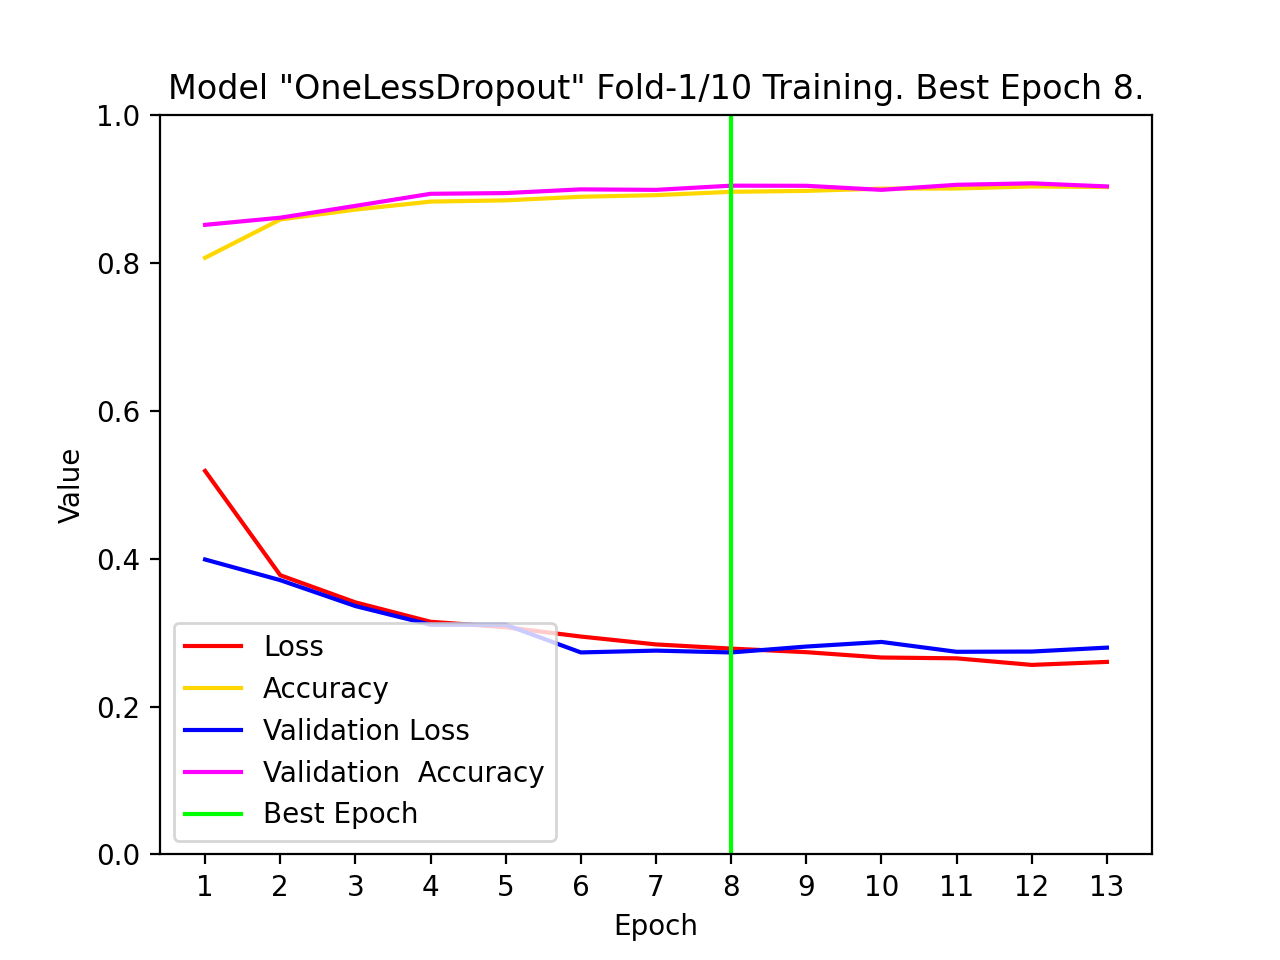 Model "OneLessDropout" Fold-1/10 Training. Best Epoch 8.
1.0
0.8
0.6
0.4
0.2
0.0
Value
Loss
Accuracy
Validation Loss
Validation  Accuracy
Best Epoch
1 2 3 4 5 6 7 8 9 10 11 12 13
Epoch